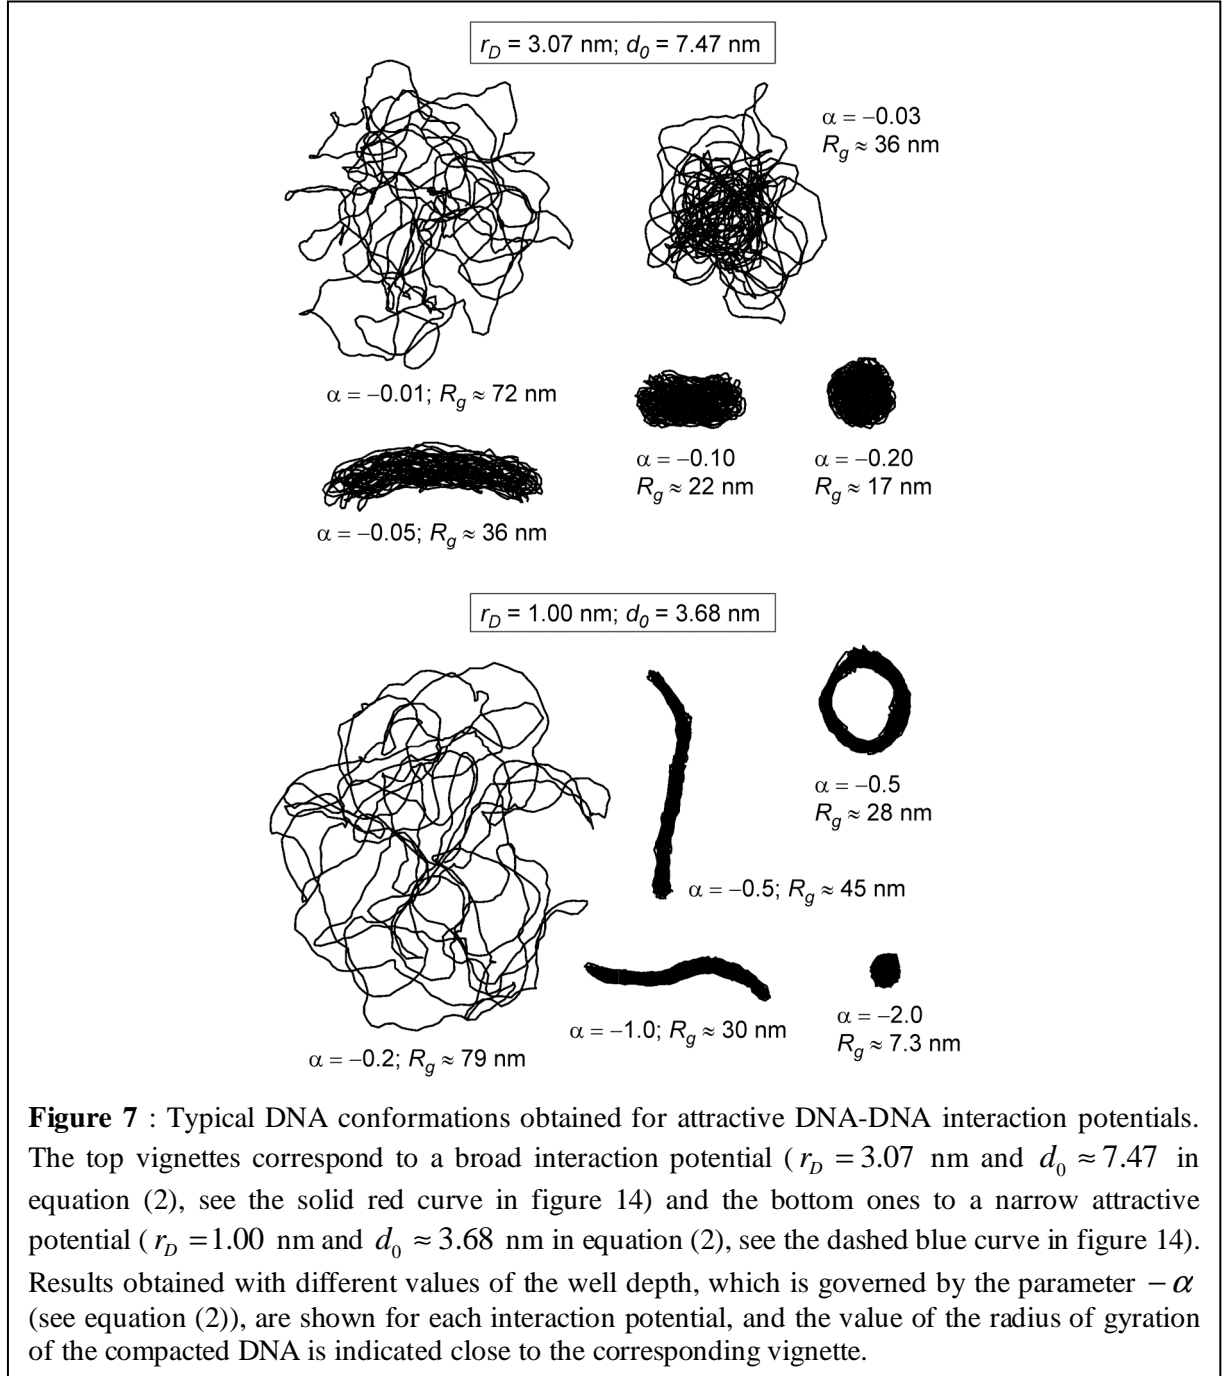 r_D = 3.07 nm; d_0 = 7.47 nm
α = −0.03
R_g ≈ 36 nm
α = −0.01; R_g ≈ 72 nm
α = −0.10
R_g ≈ 22 nm
α = −0.20
R_g ≈ 17 nm
α = −0.05; R_g ≈ 36 nm
r_D = 1.00 nm; d_0 = 3.68 nm
α = −0.5
R_g ≈ 28 nm
α = −0.5; R_g ≈ 45 nm
α = −1.0; R_g ≈ 30 nm
α = −2.0
R_g ≈ 7.3 nm
α = −0.2; R_g ≈ 79 nm
Figure 7 : Typical DNA conformations obtained for attractive DNA-DNA interaction potentials.
The top vignettes correspond to a broad interaction potential ( r_D = 3.07 nm and d_0 ≈ 7.47 in
equation (2), see the solid red curve in figure 14) and the bottom ones to a narrow attractive
potential ( r_D = 1.00 nm and d_0 ≈ 3.68 nm in equation (2), see the dashed blue curve in figure 14).
Results obtained with different values of the well depth, which is governed by the parameter − α
(see equation (2)), are shown for each interaction potential, and the value of the radius of gyration
of the compacted DNA is indicated close to the corresponding vignette.